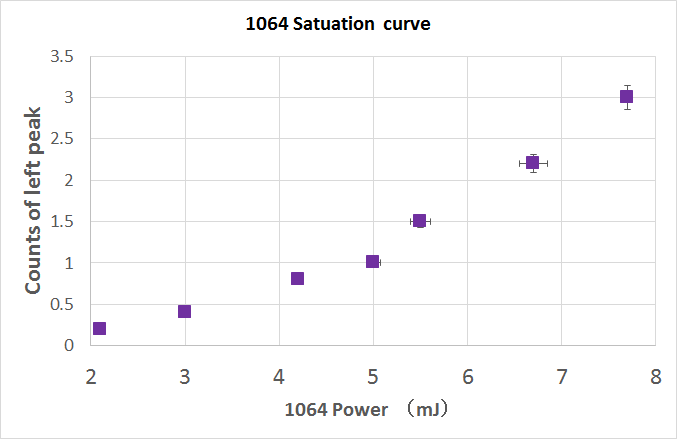 1064 Satuation curve
3.5
3
2.5
2
1.5
1
0.5
0
Counts of left peak
2 3 4 5 6 7 8
1064 Power （mJ）